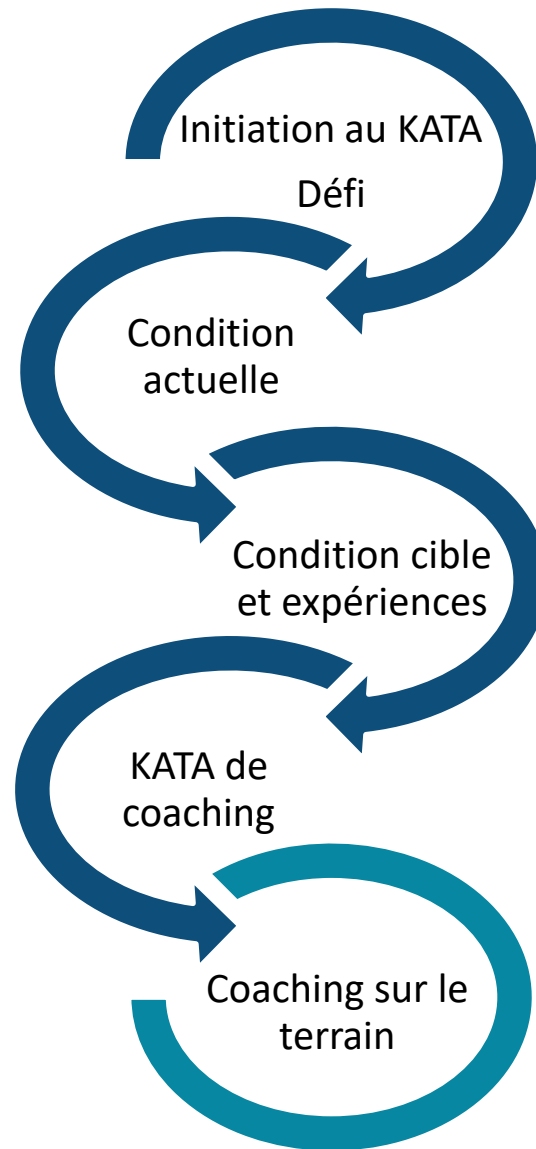 Initiation au KATA
Défi
Condition
actuelle
Condition cible
et expériences
KATA de
coaching
Coaching sur le
terrain